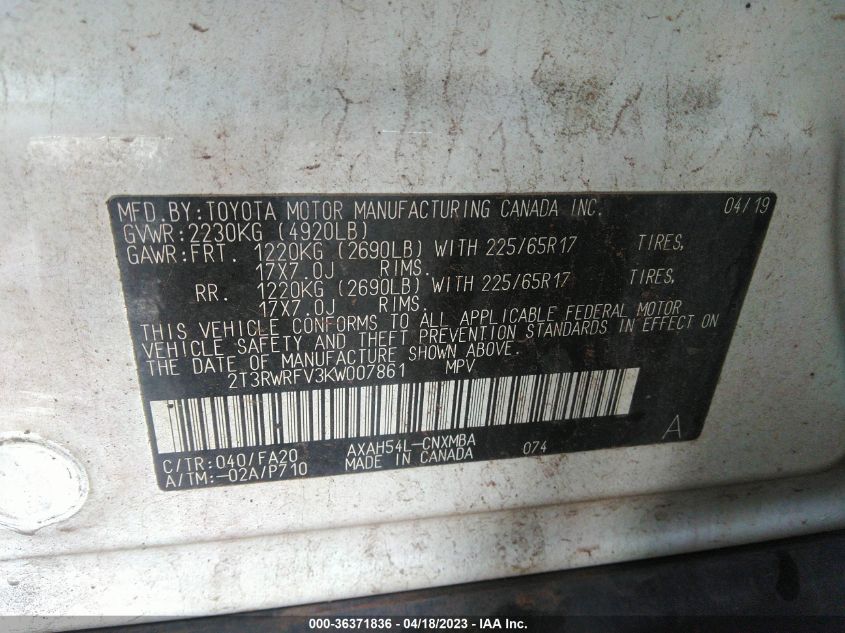 MFD.BY:TOYOTA MOTOR MANUFACTURING CANADA INC. 04/19
GVWR:2230KG (4920LB)
GAWR:FRT. 1220KG (2690LB) WITH 225/65R17 TIRES,
17X7.0J RIMS.
RR. 1220KG (2690LB) WITH 225/65R17 TIRES,
17X7.0J RIMS.
THIS VEHICLE CONFORMS TO ALL APPLICABLE FEDERAL MOTOR
VEHICLE SAFETY AND THEFT PREVENTION STANDARDS IN EFFECT ON
THE DATE OF MANUFACTURE SHOWN ABOVE.
2T3RWRFV3KW007861 MPV
C/TR:040/FA20 AXAH54L-CNXMBA 074 A
A/TM:-02A/P710 MADE IN CANADA
000-36371836 - 04/18/2023 - IAA Inc.